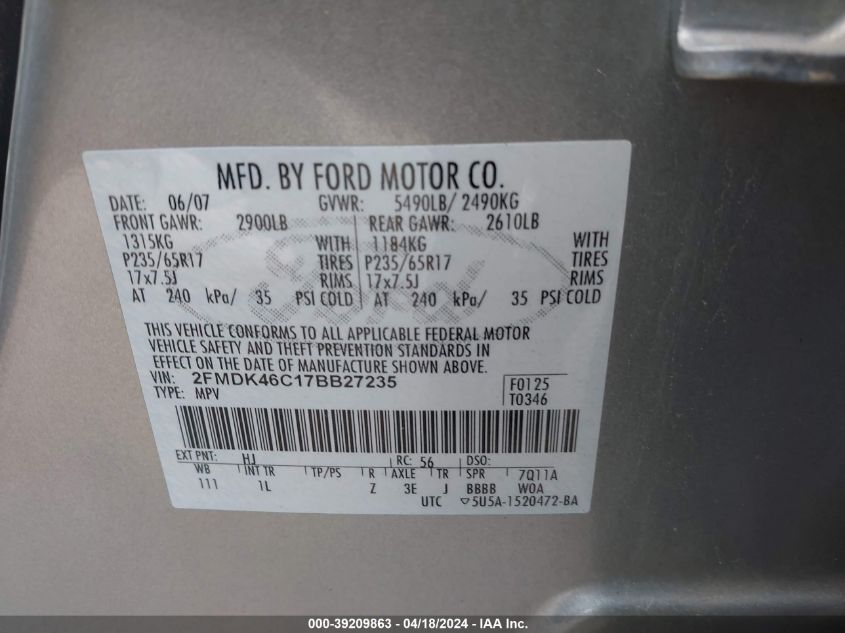 MFD. BY FORD MOTOR CO.
DATE: 06/07 GVWR: 5490LB/ 2490KG
FRONT GAWR: 2900LB REAR GAWR: 2610LB
1315KG WITH 1184KG WITH
P235/65R17 TIRES P235/65R17 TIRES
17x7.5J RIMS 17x7.5J RIMS
AT 240 kPa/ 35 PSI COLD AT 240 kPa/ 35 PSI COLD
Ford
THIS VEHICLE CONFORMS TO ALL APPLICABLE FEDERAL MOTOR
VEHICLE SAFETY AND THEFT PREVENTION STANDARDS IN
EFFECT ON THE DATE OF MANUFACTURE SHOWN ABOVE.
VIN: 2FMDK46C17BB27235 F0125
TYPE: MPV T0346
EXT PNT: HJ RC: 56 DSO:
WB INT TR TP/PS R AXLE TR SPR 7Q11A
111 1L Z 3E J BBBB W0A
UTC ▽5U5A-1520472-BA
000-39209863 - 04/18/2024 - IAA Inc.